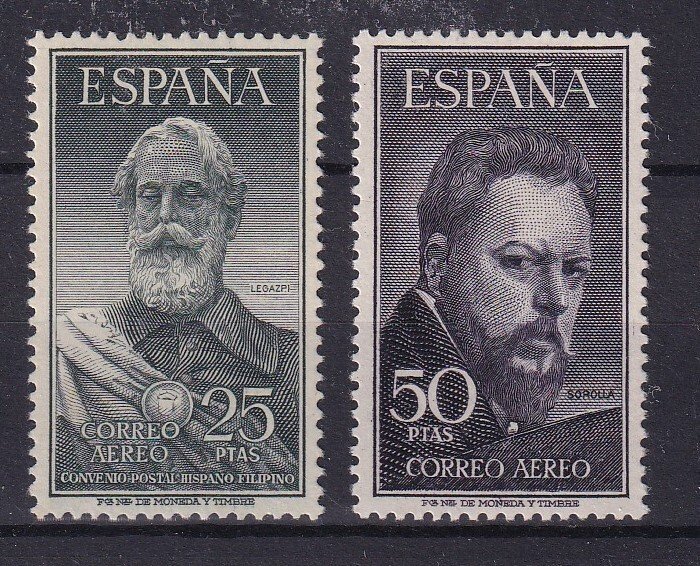 ESPAÑA
LEGAZPI
25
CORREO
AEREO
PTAS
CONVENIO-POSTAL HISPANO FILIPINO
Fca NAL DE MONEDA Y TIMBRE
ESPAÑA
50
SOROLLA
PTAS
CORREO AEREO
Fca NAL DE MONEDA Y TIMBRE